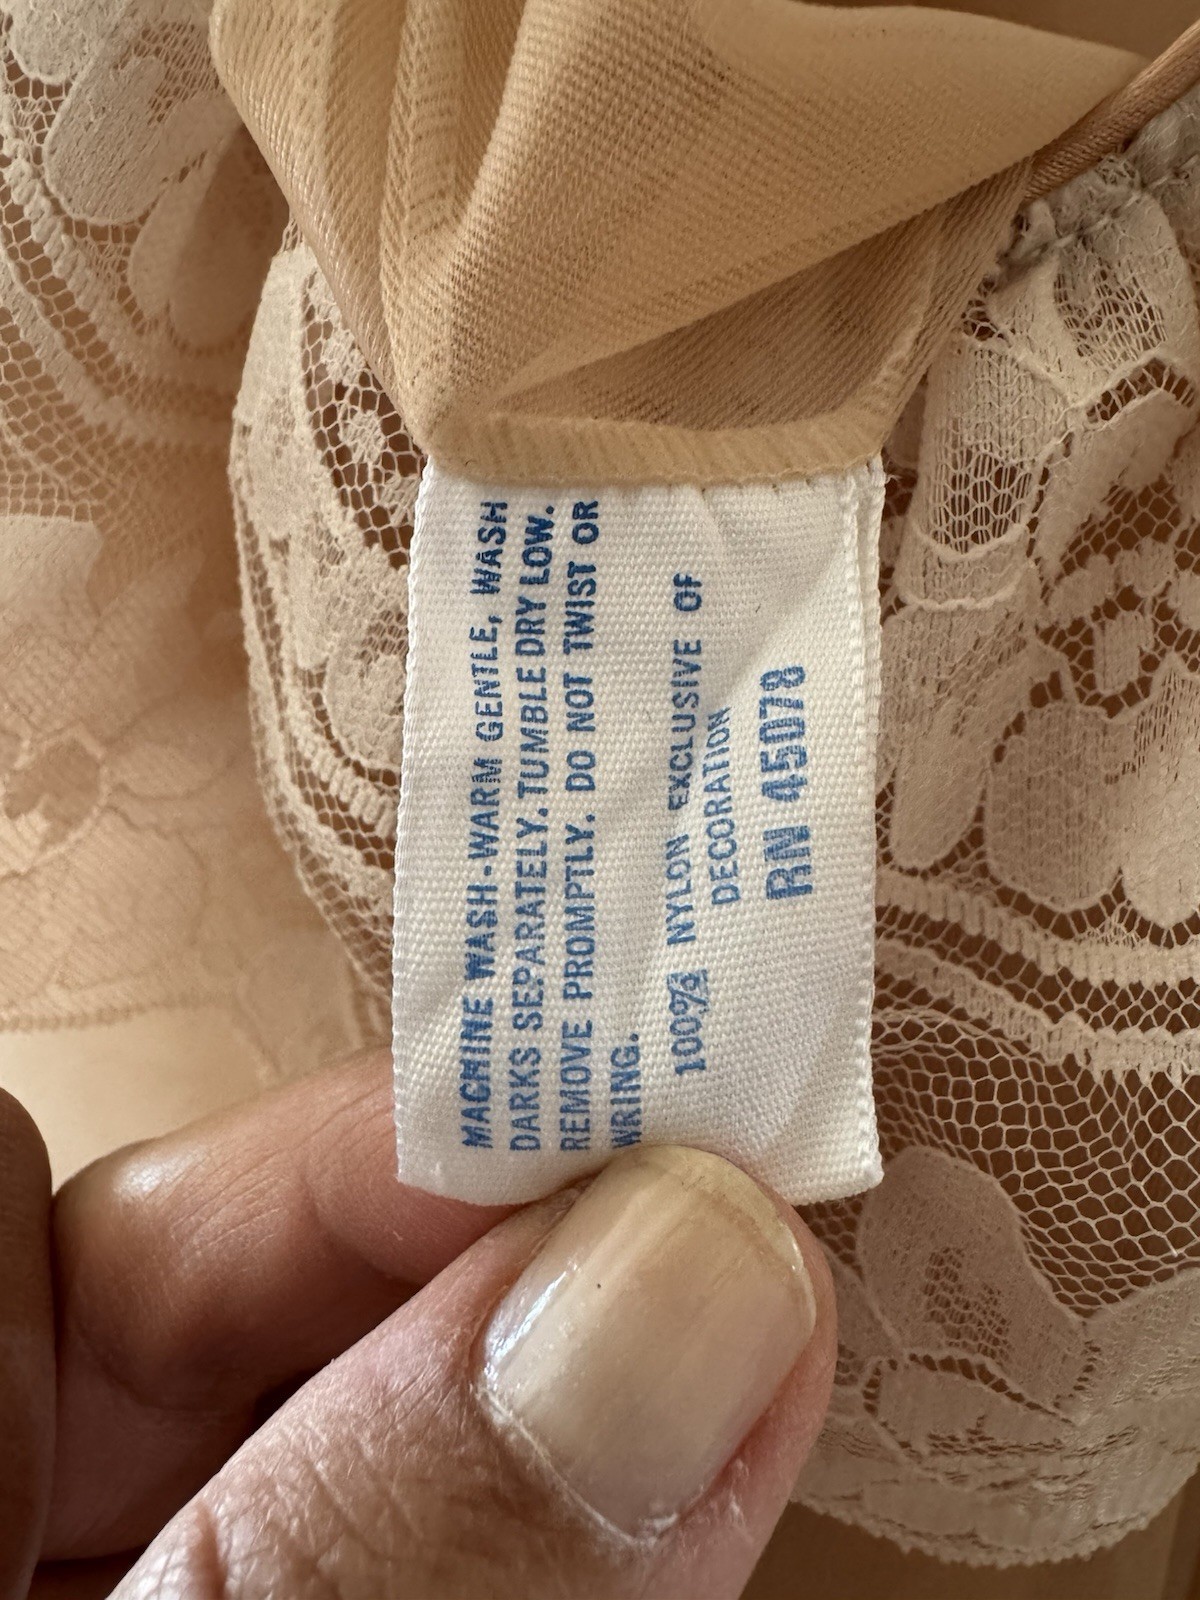 MACHINE WASH-WARM GENTLE, WASH
DARKS SEPARATELY. TUMBLE DRY LOW.
REMOVE PROMPTLY. DO NOT TWIST OR
WRING.
100% NYLON EXCLUSIVE OF
DECORATION
RN 45078